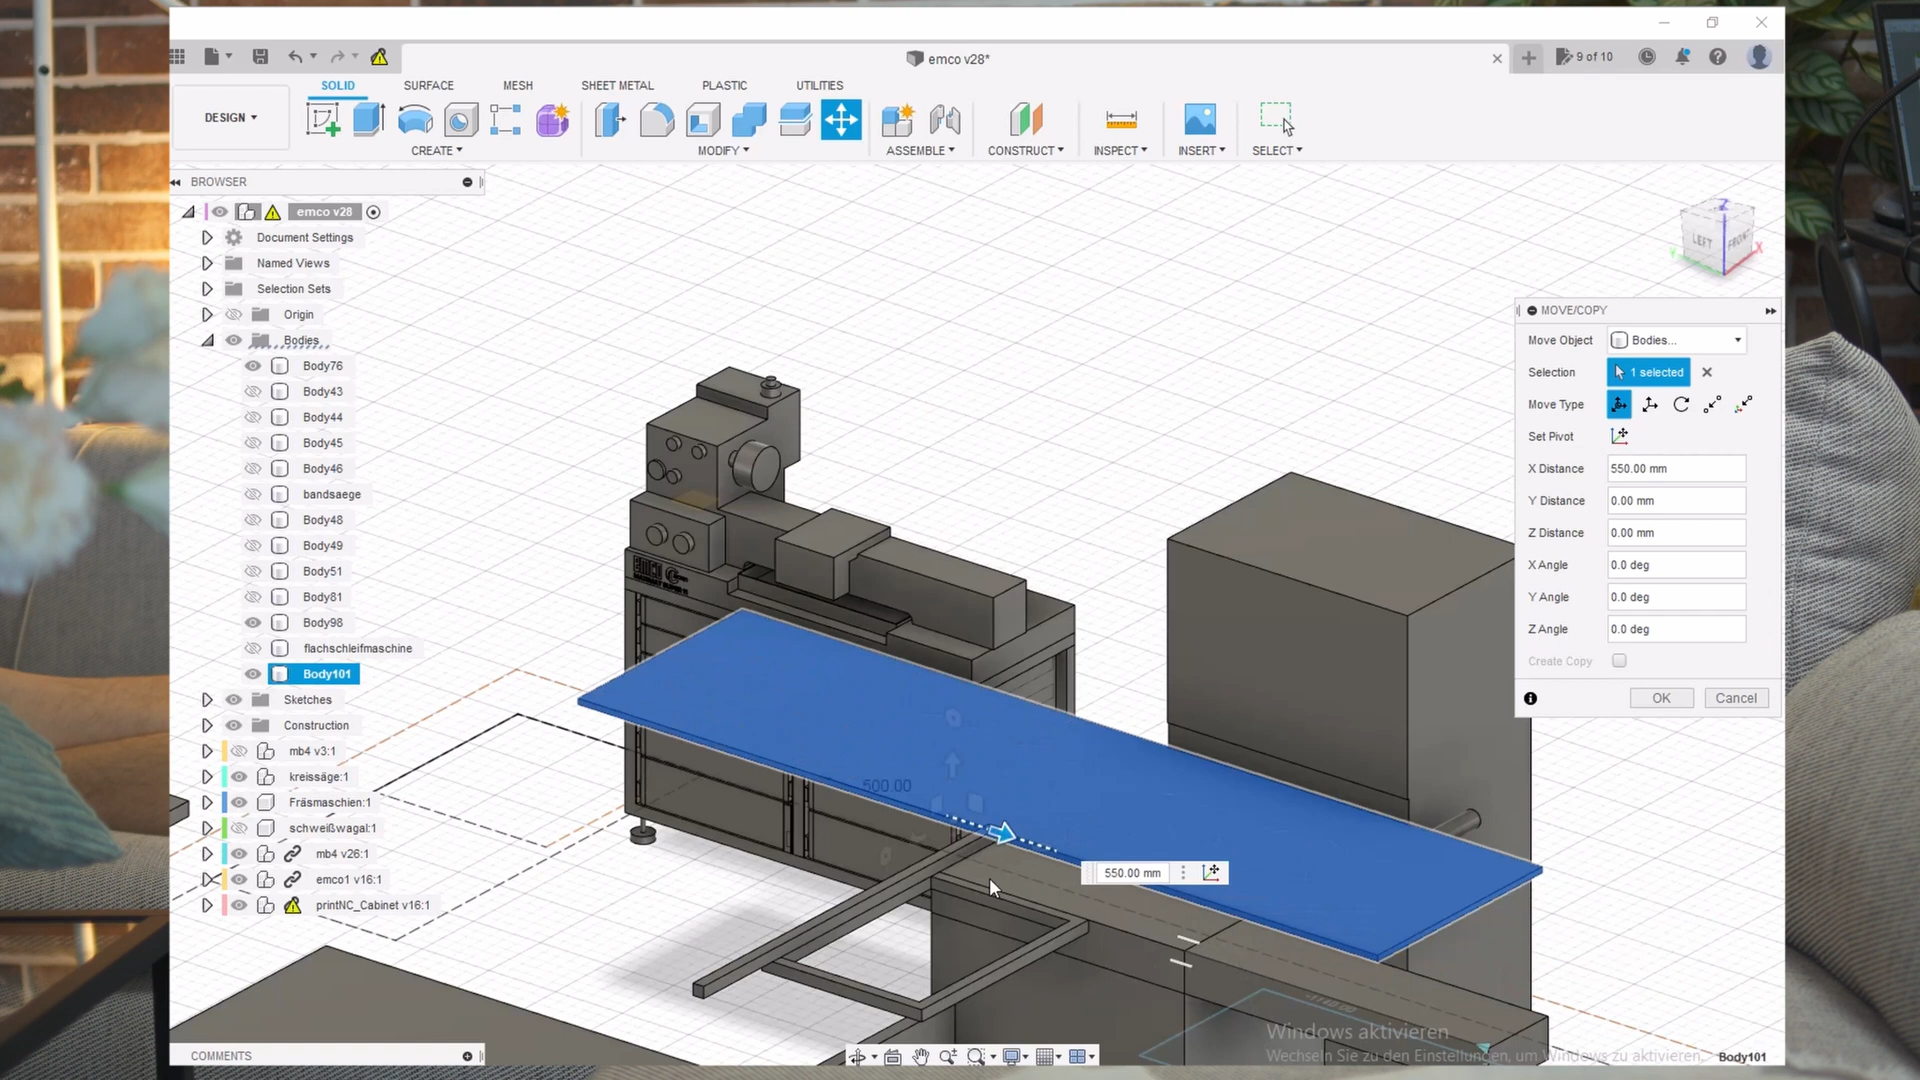 emco v28*
9 of 10
SOLID
SURFACE
MESH
SHEET METAL
PLASTIC
UTILITIES
DESIGN
CREATE
MODIFY
ASSEMBLE
CONSTRUCT
INSPECT
INSERT
SELECT
BROWSER
emco v28
Document Settings
Named Views
Selection Sets
Origin
Bodies
Body76
Body43
Body44
Body45
Body46
bandsaege
Body48
Body49
Body51
Body81
Body98
flachschleifmaschine
Body101
Sketches
Construction
mb4 v3:1
kreissäge:1
Fräsmaschien:1
schweißwagal:1
mb4 v26:1
emco1 v16:1
printNC_Cabinet v16:1
COMMENTS
LEFT
FRONT
Z
X
Y
MOVE/COPY
Move Object
Bodies...
Selection
1 selected
Move Type
Set Pivot
X Distance
550.00 mm
Y Distance
0.00 mm
Z Distance
0.00 mm
X Angle
0.0 deg
Y Angle
0.0 deg
Z Angle
0.0 deg
Create Copy
OK
Cancel
EMCO
500.00
550.00 mm
Windows aktivieren
Wechseln Sie zu den Einstellungen, um Windows zu aktivieren.
Body101